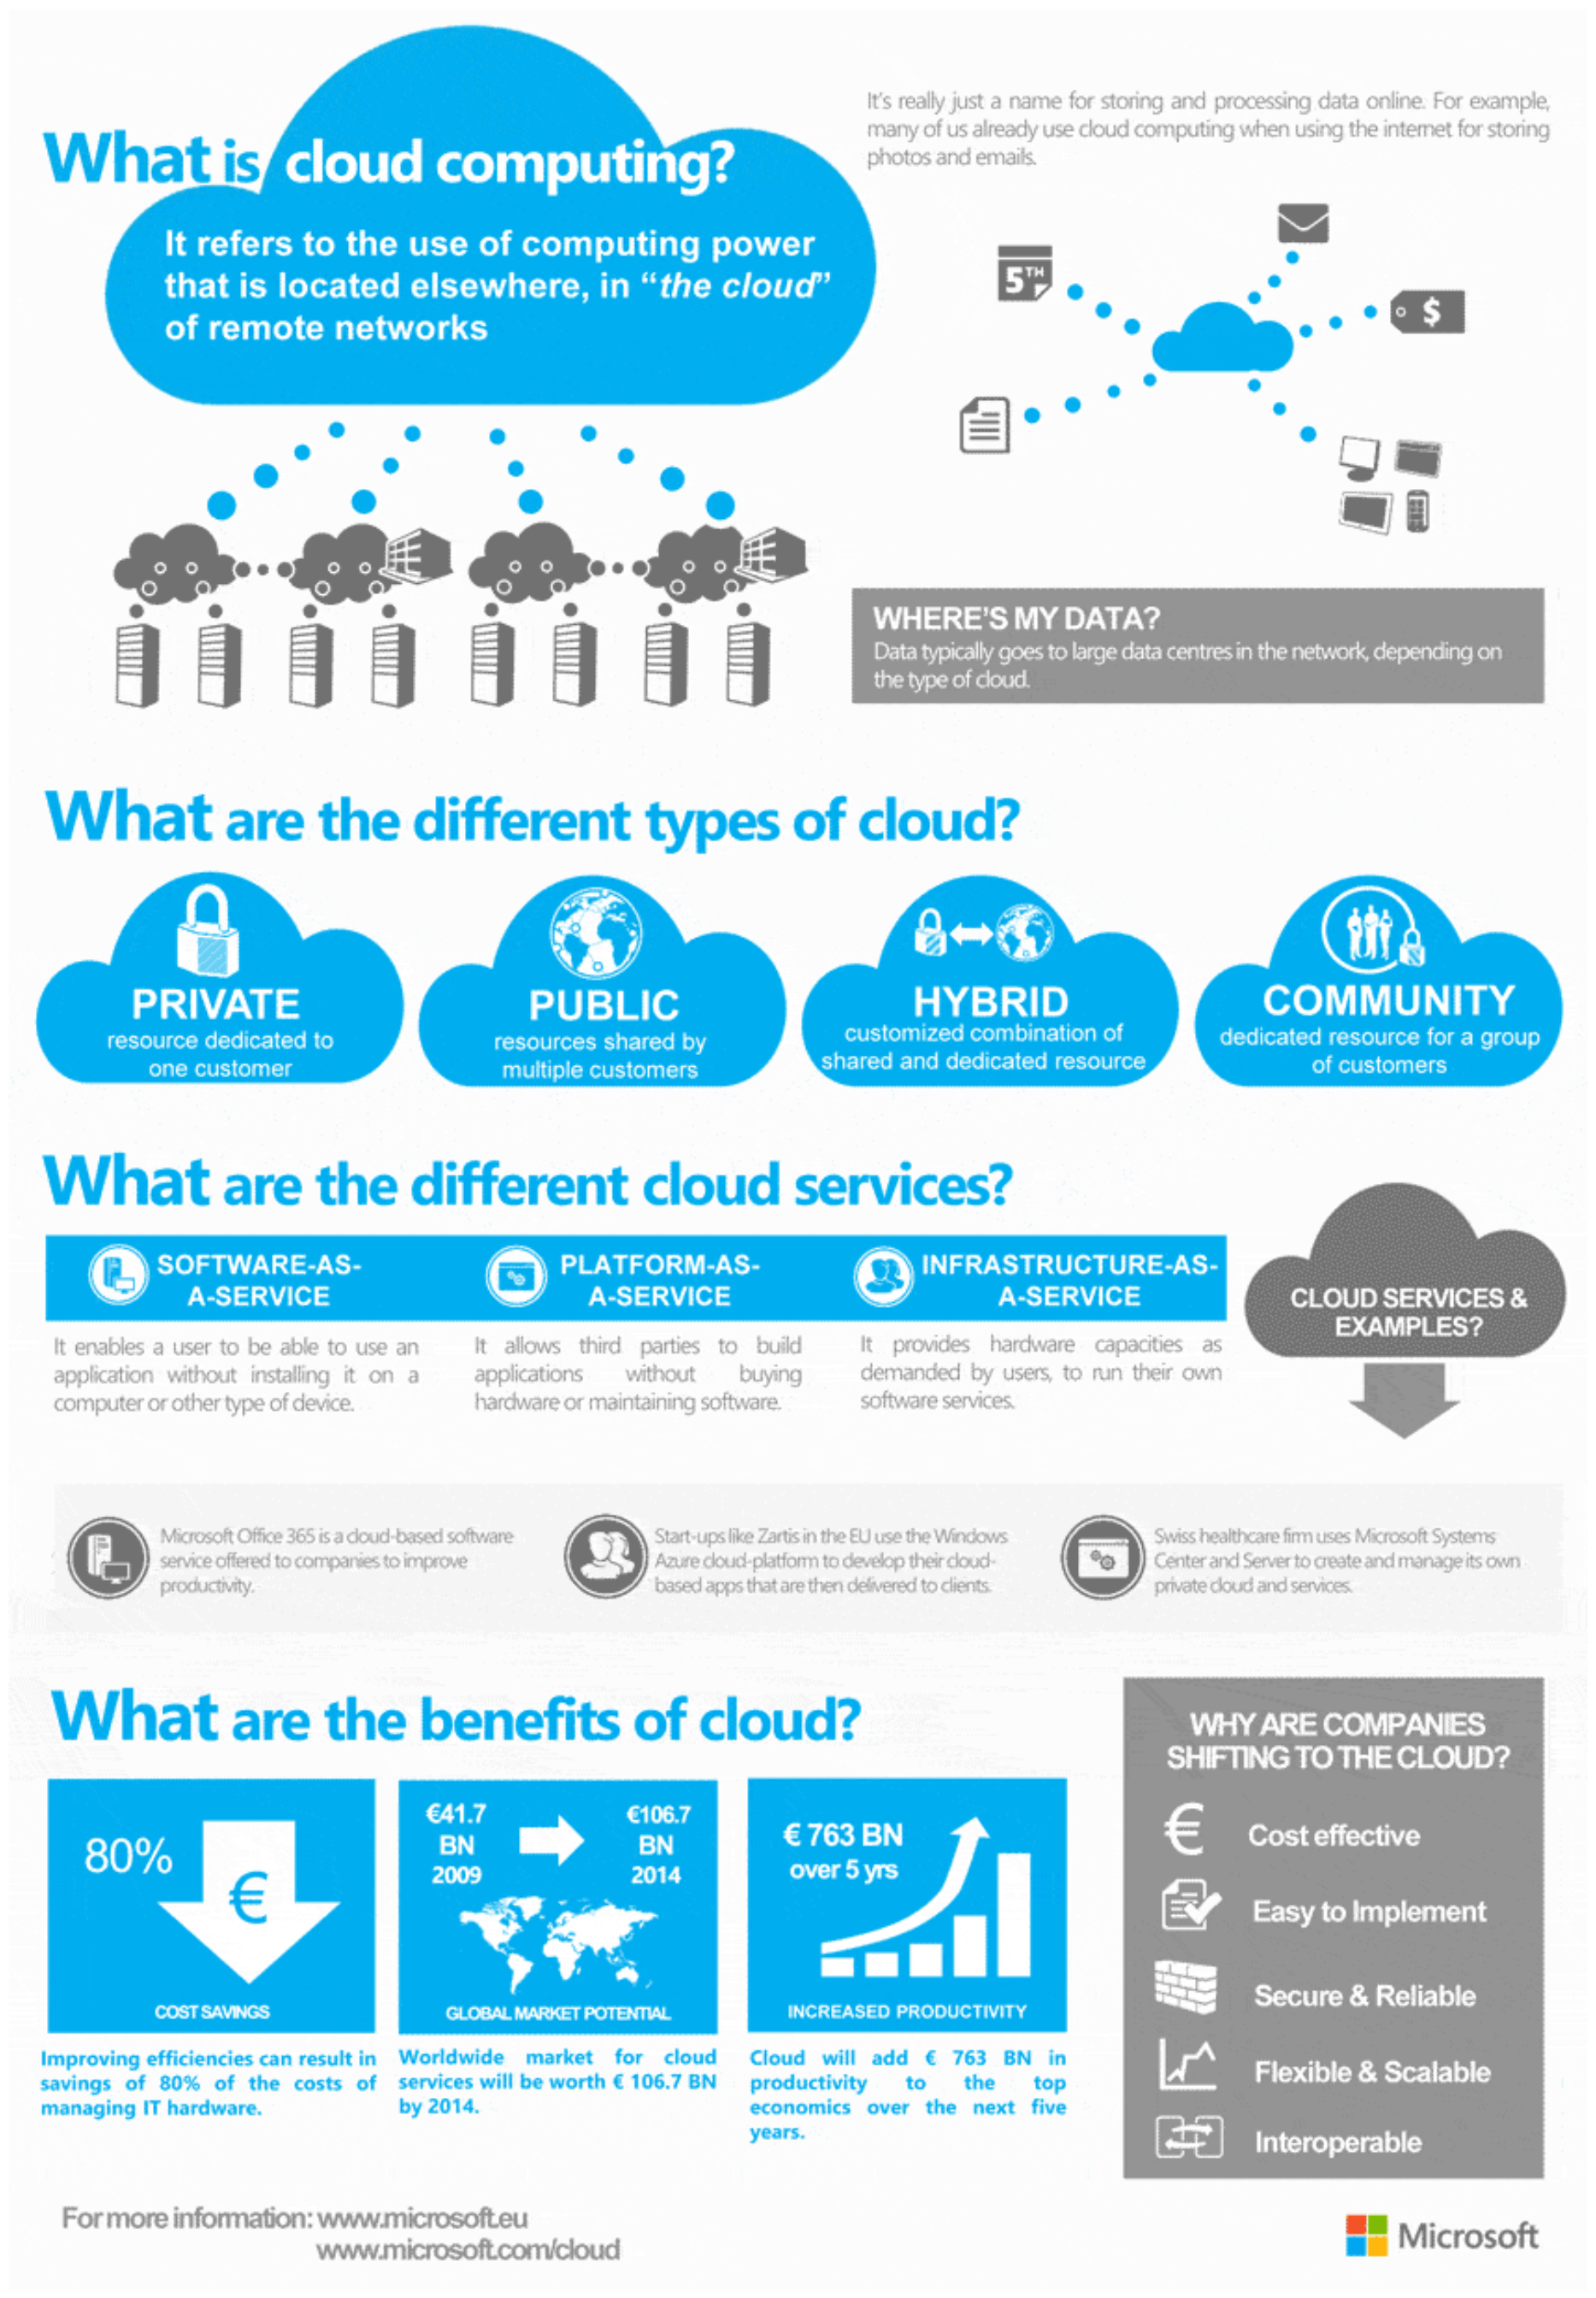 What is cloud computing?
It refers to the use of computing power
that is located elsewhere, in “the cloud”
of remote networks
It's really just a name for storing and processing data online. For example,
many of us already use cloud computing when using the internet for storing
photos and emails.
5TH
$
WHERE'S MY DATA?
Data typically goes to large data centres in the network, depending on
the type of cloud.
What are the different types of cloud?
PRIVATE
resource dedicated to
one customer
PUBLIC
resources shared by
multiple customers
HYBRID
customized combination of
shared and dedicated resource
COMMUNITY
dedicated resource for a group
of customers
What are the different cloud services?
SOFTWARE-AS-
A-SERVICE
It enables a user to be able to use an
application without installing it on a
computer or other type of device.
PLATFORM-AS-
A-SERVICE
It allows third parties to build
applications without buying
hardware or maintaining software.
INFRASTRUCTURE-AS-
A-SERVICE
It provides hardware capacities as
demanded by users, to run their own
software services.
CLOUD SERVICES &
EXAMPLES?
Microsoft Office 365 is a cloud-based software
service offered to companies to improve
productivity.
Start-ups like Zartis in the EU use the Windows
Azure cloud-platform to develop their cloud-
based apps that are then delivered to clients.
Swiss healthcare firm uses Microsoft Systems
Center and Server to create and manage its own
private cloud and services.
What are the benefits of cloud?
80%
€
COST SAVINGS
Improving efficiencies can result in
savings of 80% of the costs of
managing IT hardware.
€41.7
BN
2009
€106.7
BN
2014
GLOBAL MARKET POTENTIAL
Worldwide market for cloud
services will be worth € 106.7 BN
by 2014.
€ 763 BN
over 5 yrs
INCREASED PRODUCTIVITY
Cloud will add € 763 BN in
productivity to the top
economics over the next five
years.
WHY ARE COMPANIES
SHIFTING TO THE CLOUD?
€ Cost effective
Easy to Implement
Secure & Reliable
Flexible & Scalable
Interoperable
For more information: www.microsoft.eu
www.microsoft.com/cloud
Microsoft